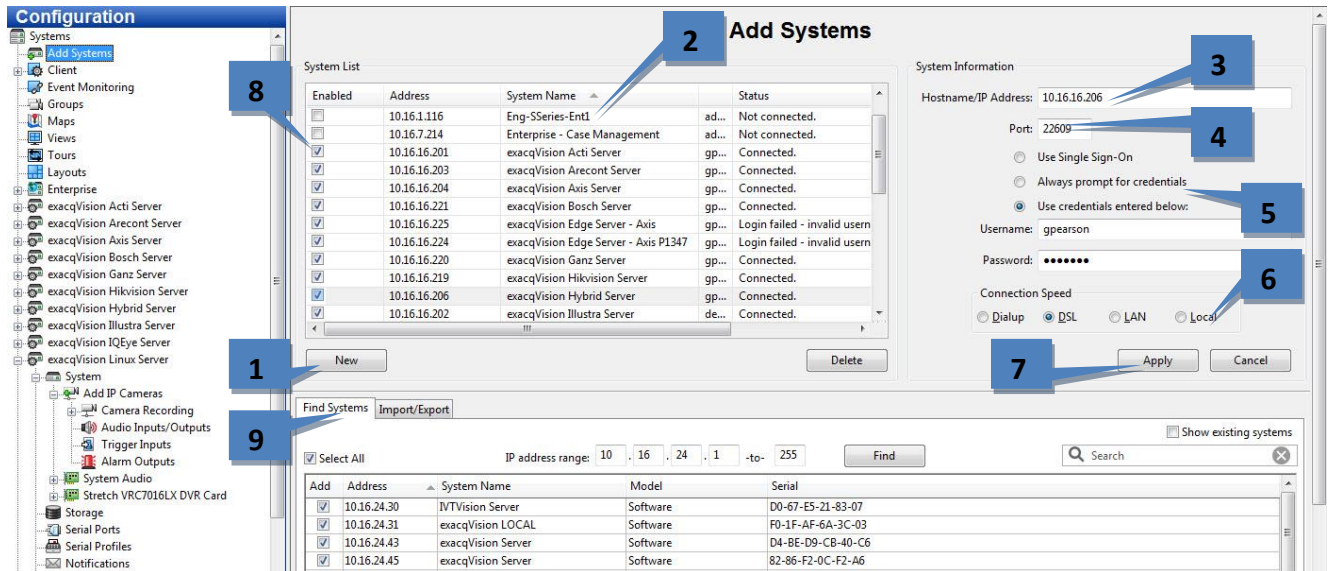 Configuration
Systems
Add Systems
Client
Event Monitoring
Groups
Maps
Views
Tours
Layouts
Enterprise
exacqVision Acti Server
exacqVision Arecont Server
exacqVision Axis Server
exacqVision Bosch Server
exacqVision Ganz Server
exacqVision Hikvision Server
exacqVision Hybrid Server
exacqVision Illustra Server
exacqVision IQEye Server
exacqVision Linux Server
System
Add IP Cameras
Camera Recording
Audio Inputs/Outputs
Trigger Inputs
Alarm Outputs
System Audio
Stretch VRC7016LX DVR Card
Storage
Serial Ports
Serial Profiles
Notifications
Add Systems
2
8
System List
Enabled Address System Name Status
10.16.1.116 Eng-SSeries-Ent1 ad... Not connected.
10.16.7.214 Enterprise - Case Management ad... Not connected.
10.16.16.201 exacqVision Acti Server gp... Connected.
10.16.16.203 exacqVision Arecont Server gp... Connected.
10.16.16.204 exacqVision Axis Server gp... Connected.
10.16.16.221 exacqVision Bosch Server gp... Connected.
10.16.16.225 exacqVision Edge Server - Axis gp... Login failed - invalid usern
10.16.16.224 exacqVision Edge Server - Axis P1347 gp... Login failed - invalid usern
10.16.16.220 exacqVision Ganz Server gp... Connected.
10.16.16.219 exacqVision Hikvision Server gp... Connected.
10.16.16.206 exacqVision Hybrid Server gp... Connected.
10.16.16.202 exacqVision Illustra Server de... Connected.
1
New Delete
System Information
3
Hostname/IP Address: 10.16.16.206
Port: 22609
4
Use Single Sign-On
Always prompt for credentials
5
Use credentials entered below:
Username: gpearson
Password: •••••••
6
Connection Speed
Dialup DSL LAN Local
7
Apply Cancel
9
Find Systems Import/Export
Show existing systems
Select All IP address range: 10 . 16 . 24 . 1 -to- 255 Find Search
Add Address System Name Model Serial
10.16.24.30 IVTVision Server Software D0-67-E5-21-83-07
10.16.24.31 exacqVision LOCAL Software F0-1F-AF-6A-3C-03
10.16.24.43 exacqVision Server Software D4-BE-D9-CB-40-C6
10.16.24.45 exacqVision Server Software 82-86-F2-0C-F2-A6